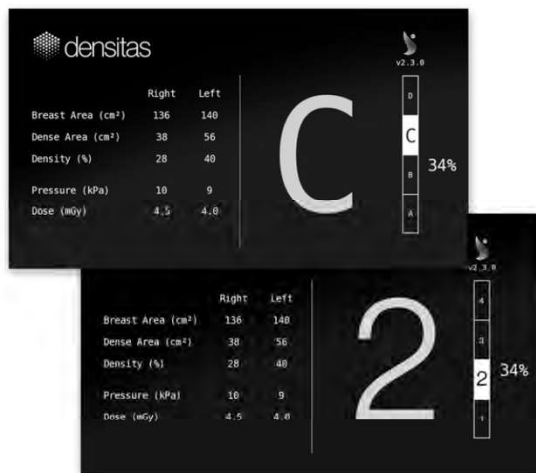 densitas
v2.3.0
Right Left
Breast Area (cm²) 136 140
Dense Area (cm²) 38 56
Density (%) 28 40
Pressure (kPa) 10 9
Dose (mGy) 4.5 4.0
C
D
C
B
A
34%
v2.3.0
Right Left
Breast Area (cm²) 136 140
Dense Area (cm²) 38 56
Density (%) 28 40
Pressure (kPa) 10 9
Dose (mGy) 4.5 4.0
2
4
3
2
1
34%